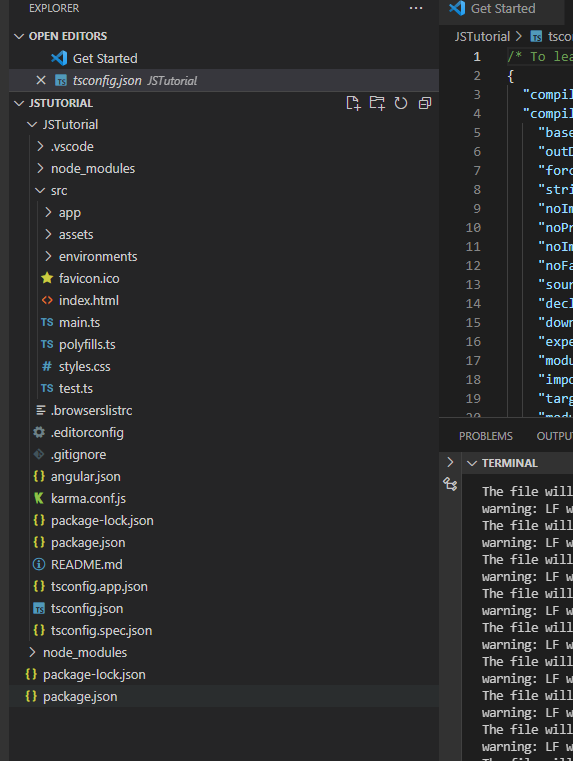 EXPLORER
OPEN EDITORS
Get Started
tsconfig.json JSTutorial
JSTUTORIAL
JSTutorial
.vscode
node_modules
src
app
assets
environments
favicon.ico
index.html
TS main.ts
TS polyfills.ts
# styles.css
TS test.ts
.browserslistrc
.editorconfig
.gitignore
{} angular.json
karma.conf.js
{} package-lock.json
{} package.json
README.md
{} tsconfig.app.json
TS tsconfig.json
{} tsconfig.spec.json
node_modules
{} package-lock.json
{} package.json
Get Started
JSTutorial > TS tsco
1 /* To lea
2 {
3 "compil
4 "compil
5 "base
6 "outD
7 "forc
8 "stri
9 "noIm
10 "noPr
11 "noIm
12 "noFa
13 "sour
14 "decl
15 "down
16 "expe
17 "modu
18 "impo
19 "targ
20 "modu
PROBLEMS OUTPU
TERMINAL
The file will
warning: LF w
The file will
warning: LF w
The file will
warning: LF w
The file will
warning: LF w
The file will
warning: LF w
The file will
warning: LF w
The file will
warning: LF w
The file will
warning: LF w
The file will